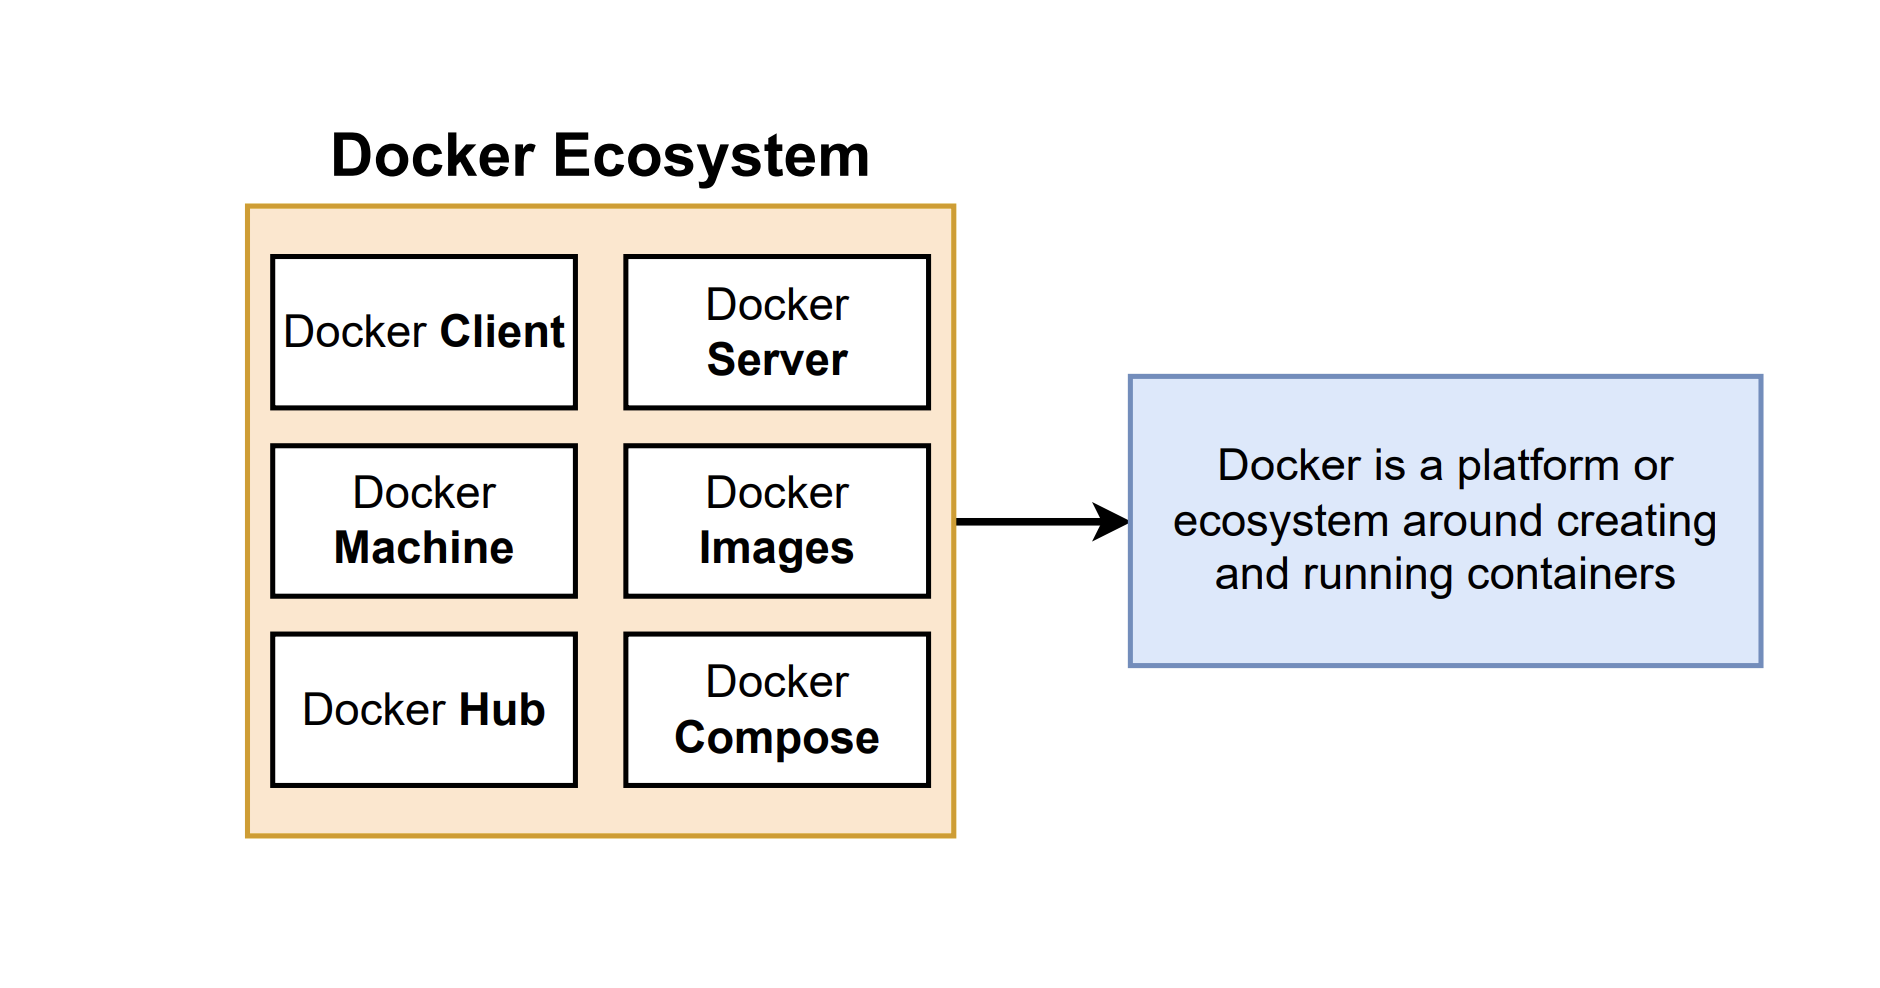 Docker Ecosystem
Docker Client
Docker
Server
Docker
Machine
Docker
Images
Docker Hub
Docker
Compose
Docker is a platform or
ecosystem around creating
and running containers